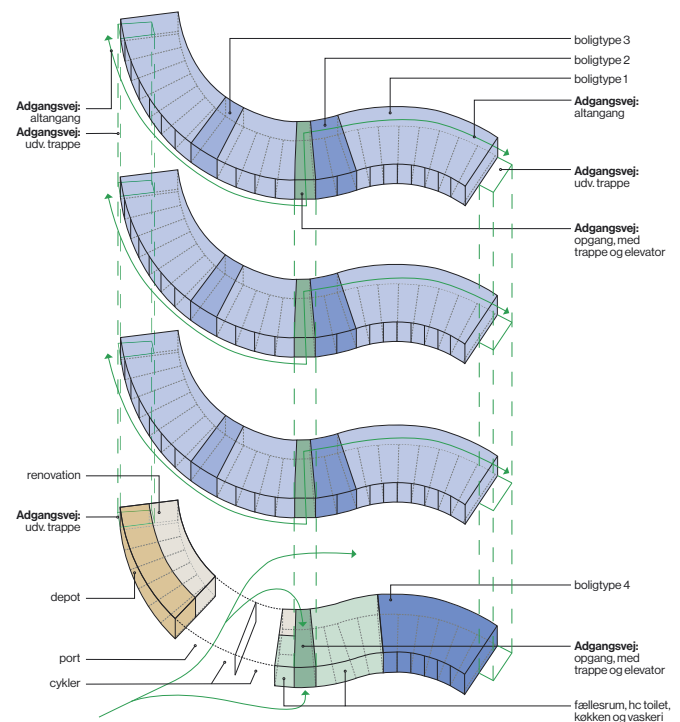 boligtype 3
boligtype 2
boligtype 1
Adgangsvej:
altangang
Adgangsvej:
udv. trappe
Adgangsvej:
altangang
Adgangsvej:
udv. trappe
Adgangsvej:
opgang, med
trappe og elevator
renovation
Adgangsvej:
udv. trappe
depot
port
cykler
boligtype 4
Adgangsvej:
opgang, med
trappe og elevator
fællesrum, hc toilet,
køkken og vaskeri